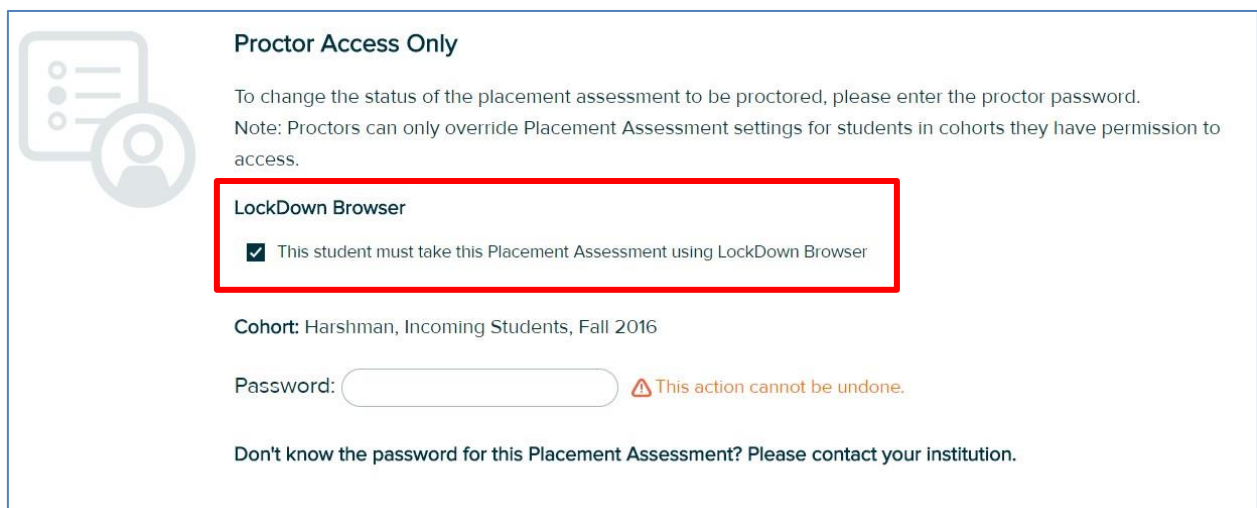 Proctor Access Only
To change the status of the placement assessment to be proctored, please enter the proctor password.
Note: Proctors can only override Placement Assessment settings for students in cohorts they have permission to
access.
LockDown Browser
This student must take this Placement Assessment using LockDown Browser
Cohort: Harshman, Incoming Students, Fall 2016
Password: This action cannot be undone.
Don't know the password for this Placement Assessment? Please contact your institution.